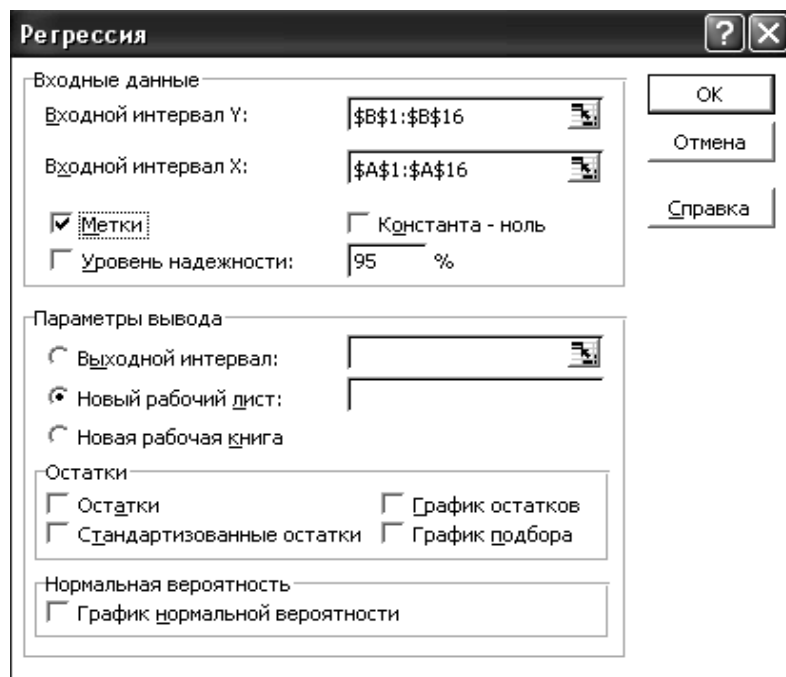 Регрессия
Входные данные
Входной интервал Y: $B$1:$B$16
Входной интервал X: $A$1:$A$16
Метки Константа - ноль
Уровень надежности: 95 %
OK
Отмена
Справка
Параметры вывода
Выходной интервал:
Новый рабочий лист:
Новая рабочая книга
Остатки
Остатки График остатков
Стандартизованные остатки График подбора
Нормальная вероятность
График нормальной вероятности